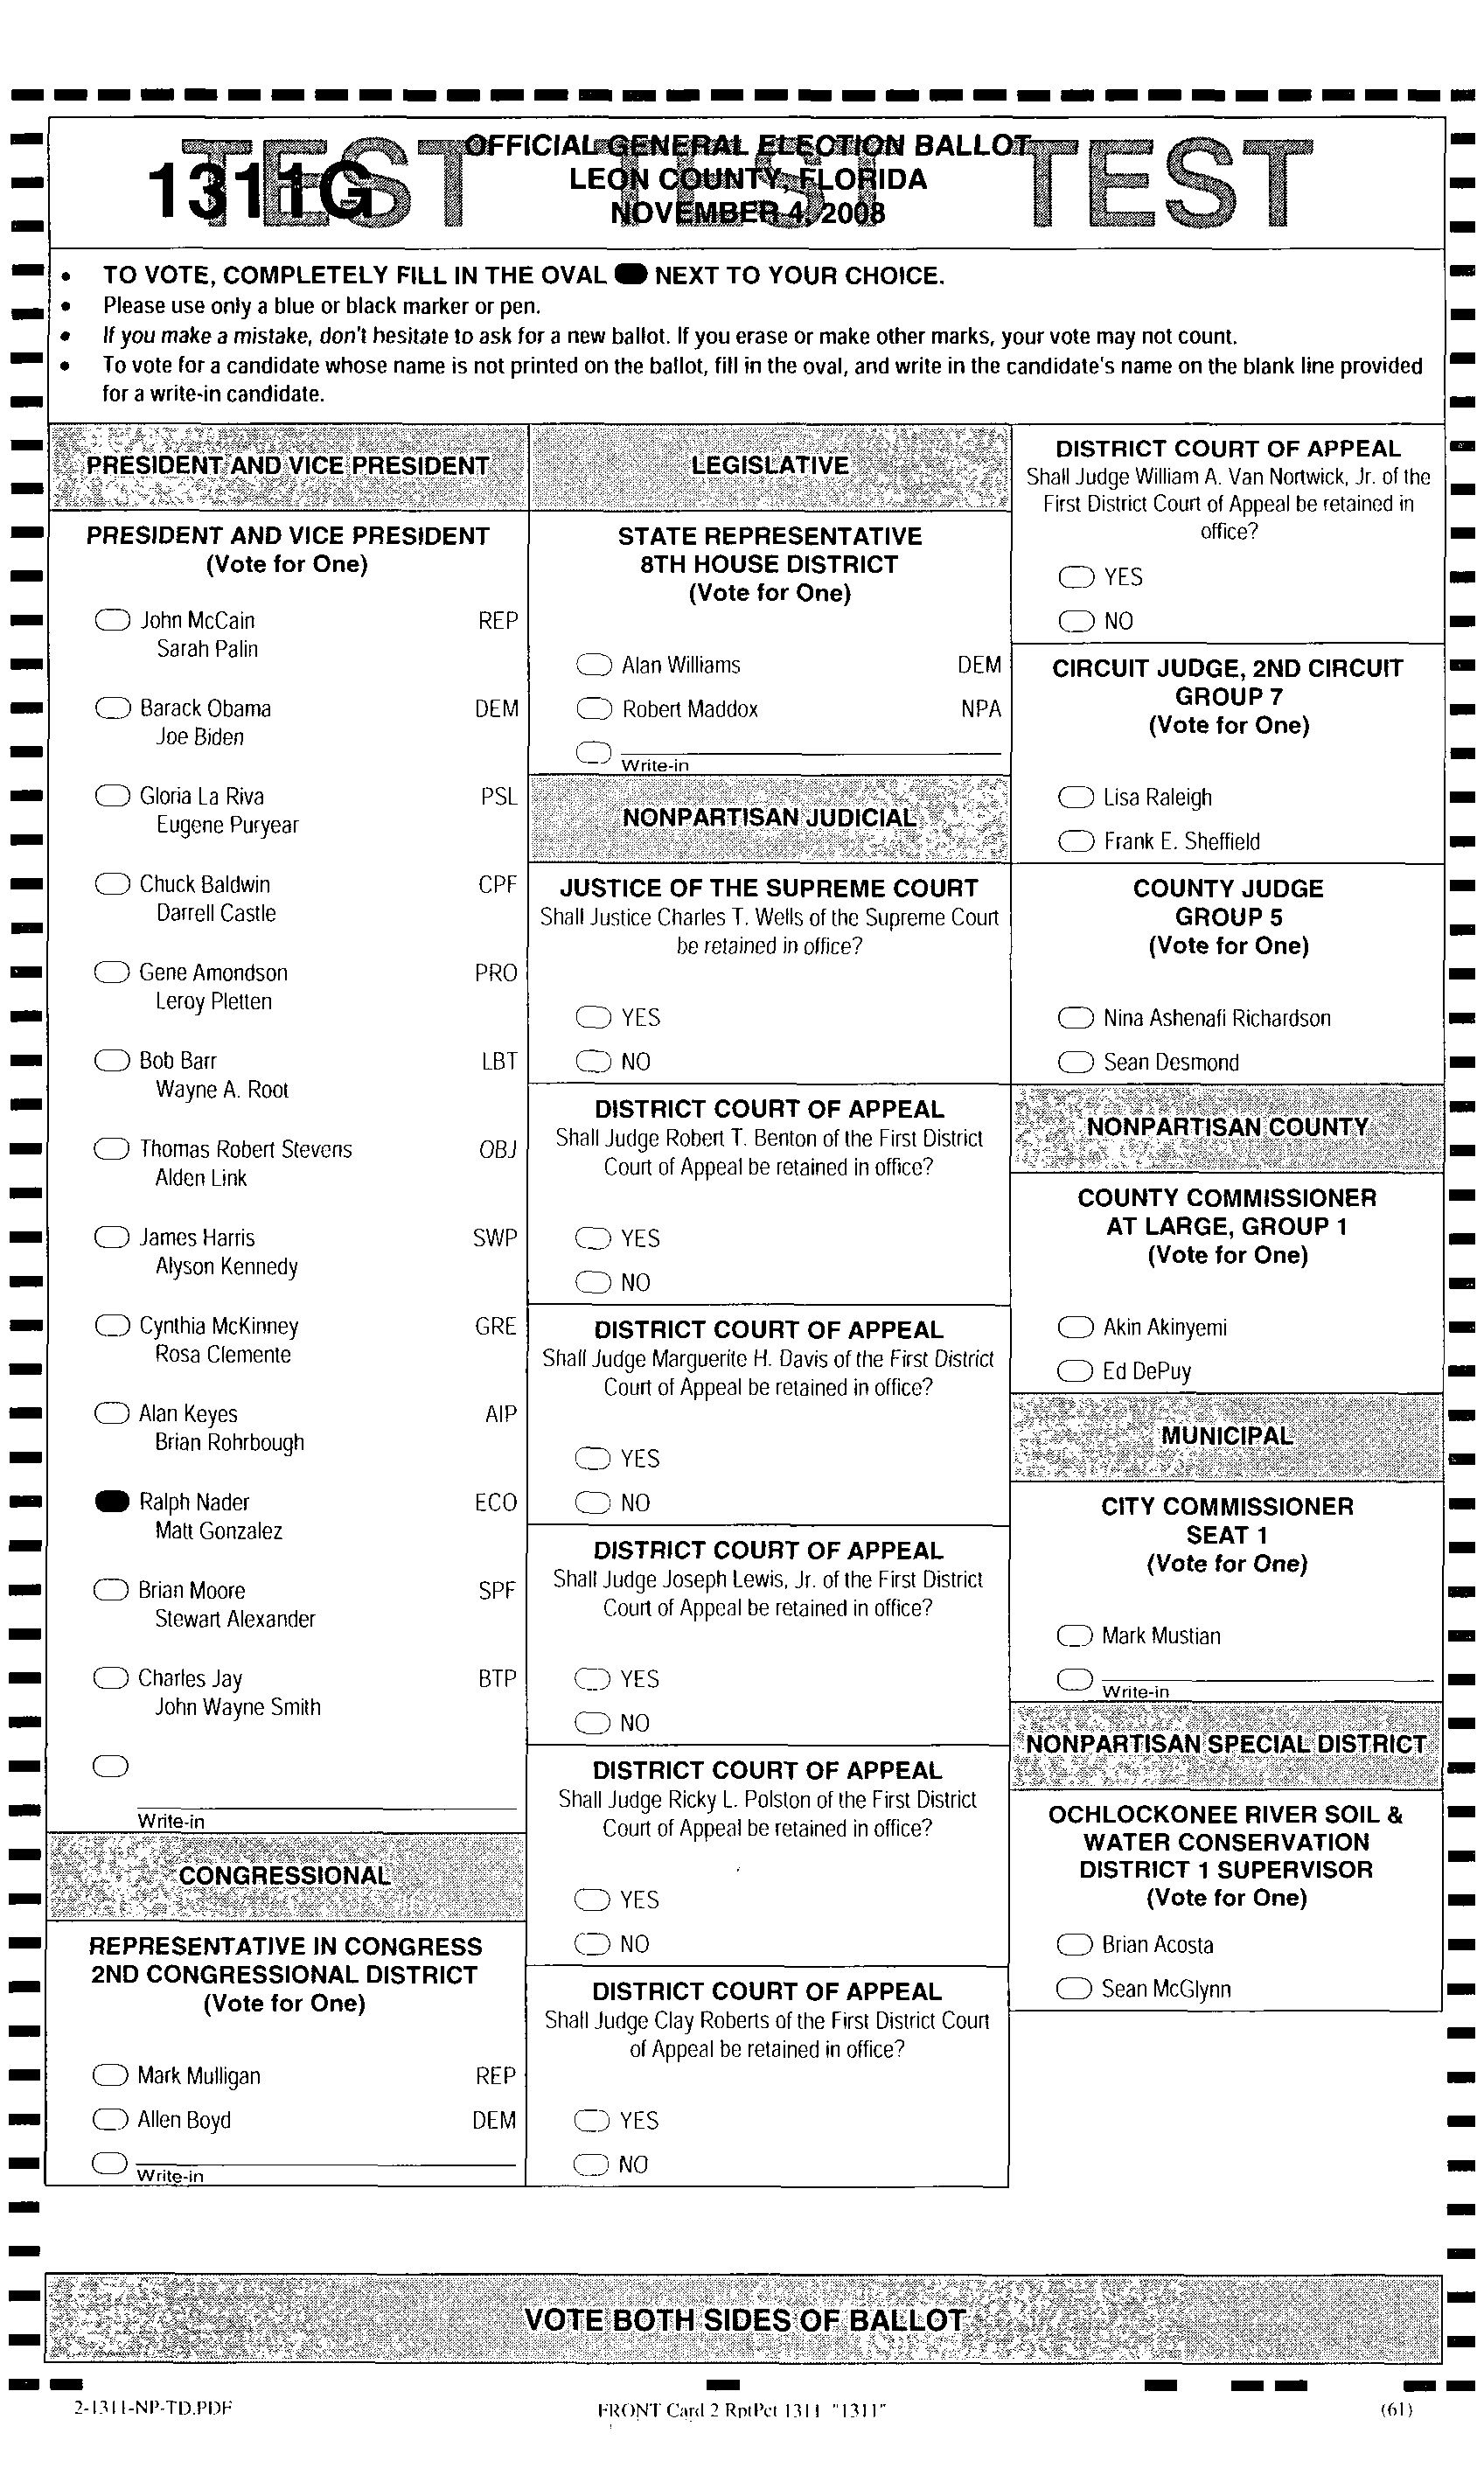 TEST TEST TEST
1311G
OFFICIAL GENERAL ELECTION BALLOT
LEON COUNTY, FLORIDA
NOVEMBER 4, 2008
• TO VOTE, COMPLETELY FILL IN THE OVAL NEXT TO YOUR CHOICE.
• Please use only a blue or black marker or pen.
• If you make a mistake, don't hesitate to ask for a new ballot. If you erase or make other marks, your vote may not count.
• To vote for a candidate whose name is not printed on the ballot, fill in the oval, and write in the candidate's name on the blank line provided
for a write-in candidate.
PRESIDENT AND VICE PRESIDENT
PRESIDENT AND VICE PRESIDENT
(Vote for One)
John McCain REP
Sarah Palin
Barack Obama DEM
Joe Biden
Gloria La Riva PSL
Eugene Puryear
Chuck Baldwin CPF
Darrell Castle
Gene Amondson PRO
Leroy Pletten
Bob Barr LBT
Wayne A. Root
Thomas Robert Stevens OBJ
Alden Link
James Harris SWP
Alyson Kennedy
Cynthia McKinney GRE
Rosa Clemente
Alan Keyes AIP
Brian Rohrbough
Ralph Nader ECO
Matt Gonzalez
Brian Moore SPF
Stewart Alexander
Charles Jay BTP
John Wayne Smith
Write-in
CONGRESSIONAL
REPRESENTATIVE IN CONGRESS
2ND CONGRESSIONAL DISTRICT
(Vote for One)
Mark Mulligan REP
Allen Boyd DEM
Write-in
LEGISLATIVE
STATE REPRESENTATIVE
8TH HOUSE DISTRICT
(Vote for One)
Alan Williams DEM
Robert Maddox NPA
Write-in
NONPARTISAN JUDICIAL
JUSTICE OF THE SUPREME COURT
Shall Justice Charles T. Wells of the Supreme Court
be retained in office?
YES
NO
DISTRICT COURT OF APPEAL
Shall Judge Robert T. Benton of the First District
Court of Appeal be retained in office?
YES
NO
DISTRICT COURT OF APPEAL
Shall Judge Marguerite H. Davis of the First District
Court of Appeal be retained in office?
YES
NO
DISTRICT COURT OF APPEAL
Shall Judge Joseph Lewis, Jr. of the First District
Court of Appeal be retained in office?
YES
NO
DISTRICT COURT OF APPEAL
Shall Judge Ricky L. Polston of the First District
Court of Appeal be retained in office?
YES
NO
DISTRICT COURT OF APPEAL
Shall Judge Clay Roberts of the First District Court
of Appeal be retained in office?
YES
NO
DISTRICT COURT OF APPEAL
Shall Judge William A. Van Nortwick, Jr. of the
First District Court of Appeal be retained in
office?
YES
NO
CIRCUIT JUDGE, 2ND CIRCUIT
GROUP 7
(Vote for One)
Lisa Raleigh
Frank E. Sheffield
COUNTY JUDGE
GROUP 5
(Vote for One)
Nina Ashenafi Richardson
Sean Desmond
NONPARTISAN COUNTY
COUNTY COMMISSIONER
AT LARGE, GROUP 1
(Vote for One)
Akin Akinyemi
Ed DePuy
MUNICIPAL
CITY COMMISSIONER
SEAT 1
(Vote for One)
Mark Mustian
Write-in
NONPARTISAN SPECIAL DISTRICT
OCHLOCKONEE RIVER SOIL &
WATER CONSERVATION
DISTRICT 1 SUPERVISOR
(Vote for One)
Brian Acosta
Sean McGlynn
VOTE BOTH SIDES OF BALLOT
2-1311-NP-TD.PDF FRONT Card 2 RptPct 1311 "1311" (61)